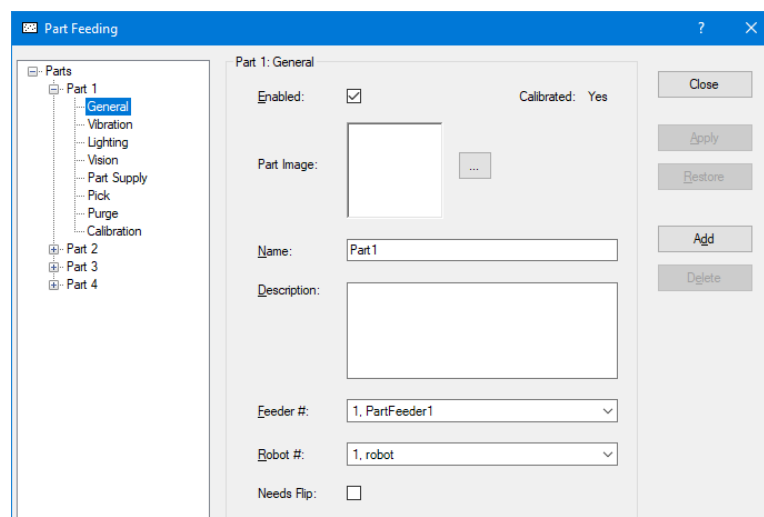 Part Feeding
? ×
Parts
Part 1
General
Vibration
Lighting
Vision
Part Supply
Pick
Purge
Calibration
Part 2
Part 3
Part 4
Part 1: General
Enabled:
Calibrated: Yes
Part Image:
...
Name:
Part1
Description:
Feeder #:
1, PartFeeder1
Robot #:
1, robot
Needs Flip:
Close
Apply
Restore
Add
Delete